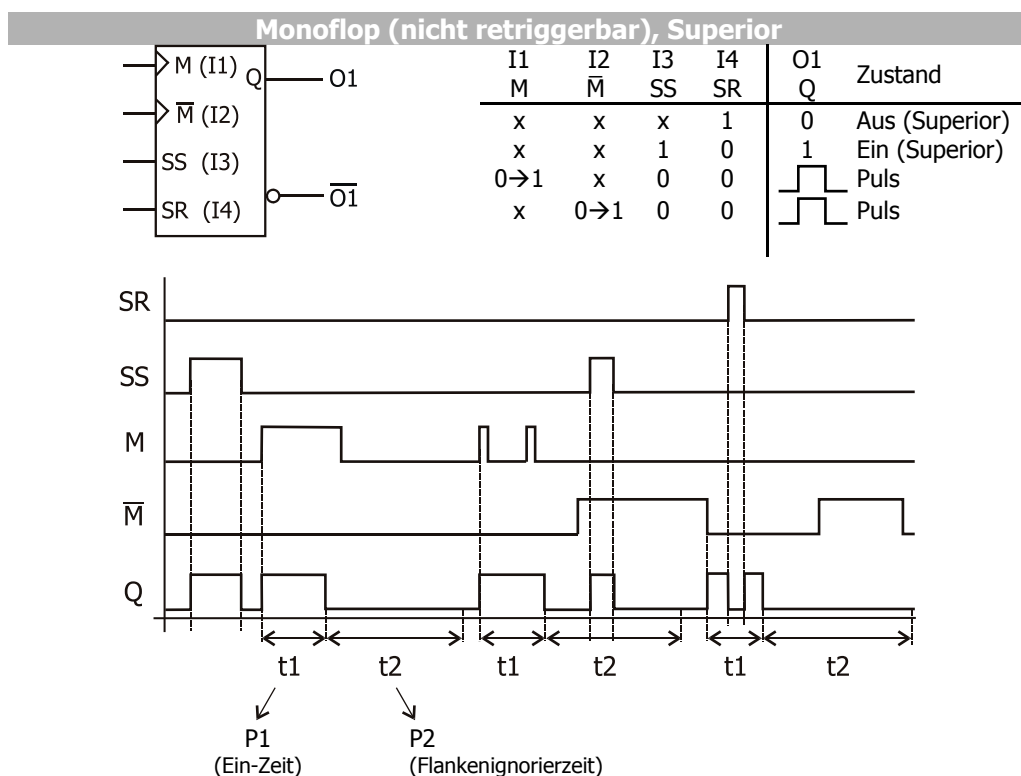 Monoflop (nicht retriggerbar), Superior
M (I1)
Q
O1
M̅ (I2)
SS (I3)
SR (I4)
O̅1̅
I1 I2 I3 I4 O1 Zustand
M M̅ SS SR Q
x x x 1 0 Aus (Superior)
x x 1 0 1 Ein (Superior)
0→1 x 0 0 Puls
x 0→1 0 0 Puls
SR
SS
M
M̅
Q
t1 t2 t1 t2 t1 t2
P1 P2
(Ein-Zeit) (Flankenignorierzeit)